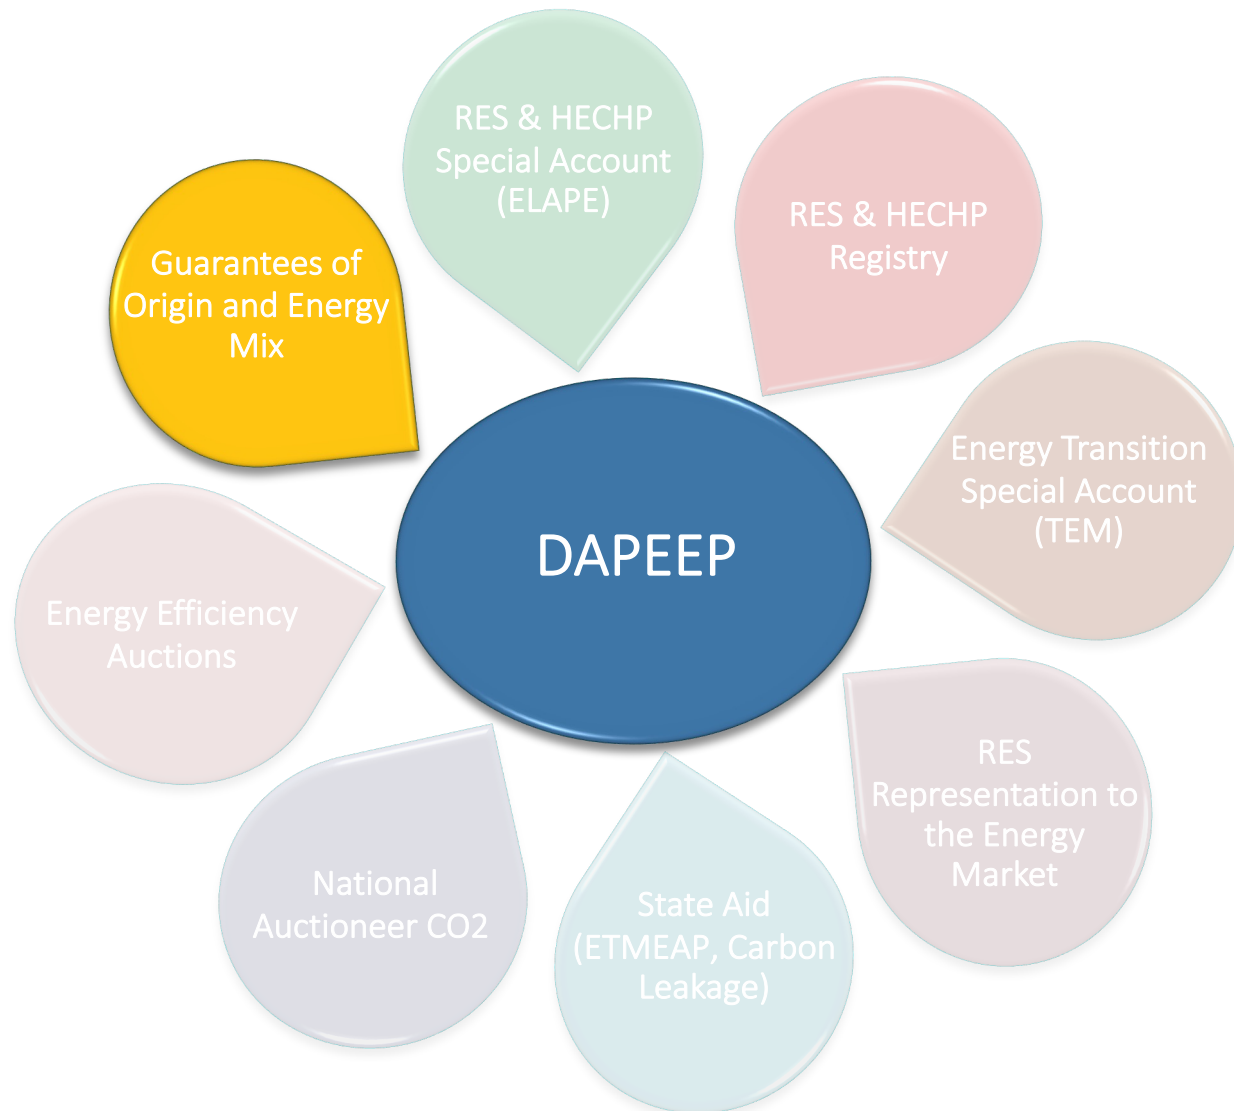 RES & HECHP
Special Account
(ELAPE)
RES & HECHP
Registry
Guarantees of
Origin and Energy
Mix
Energy Transition
Special Account
(TEM)
DAPEEP
Energy Efficiency
Auctions
RES
Representation to
the Energy
Market
National
Auctioneer CO2
State Aid
(ETMEAP, Carbon
Leakage)